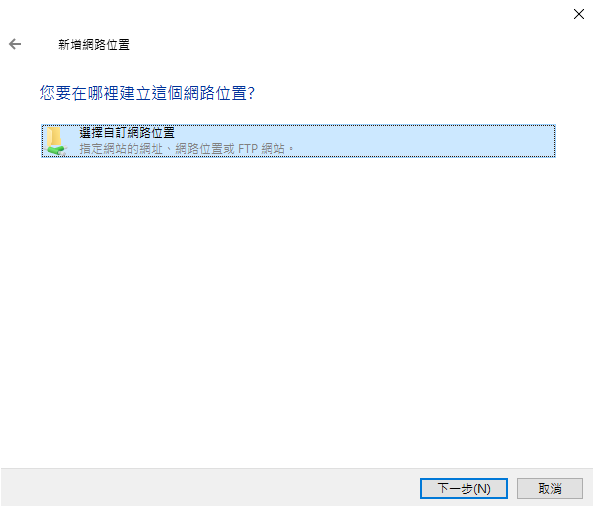 新增網路位置
您要在哪裡建立這個網路位置?
選擇自訂網路位置
指定網站的網址、網路位置或 FTP 網站。
下一步(N)
取消